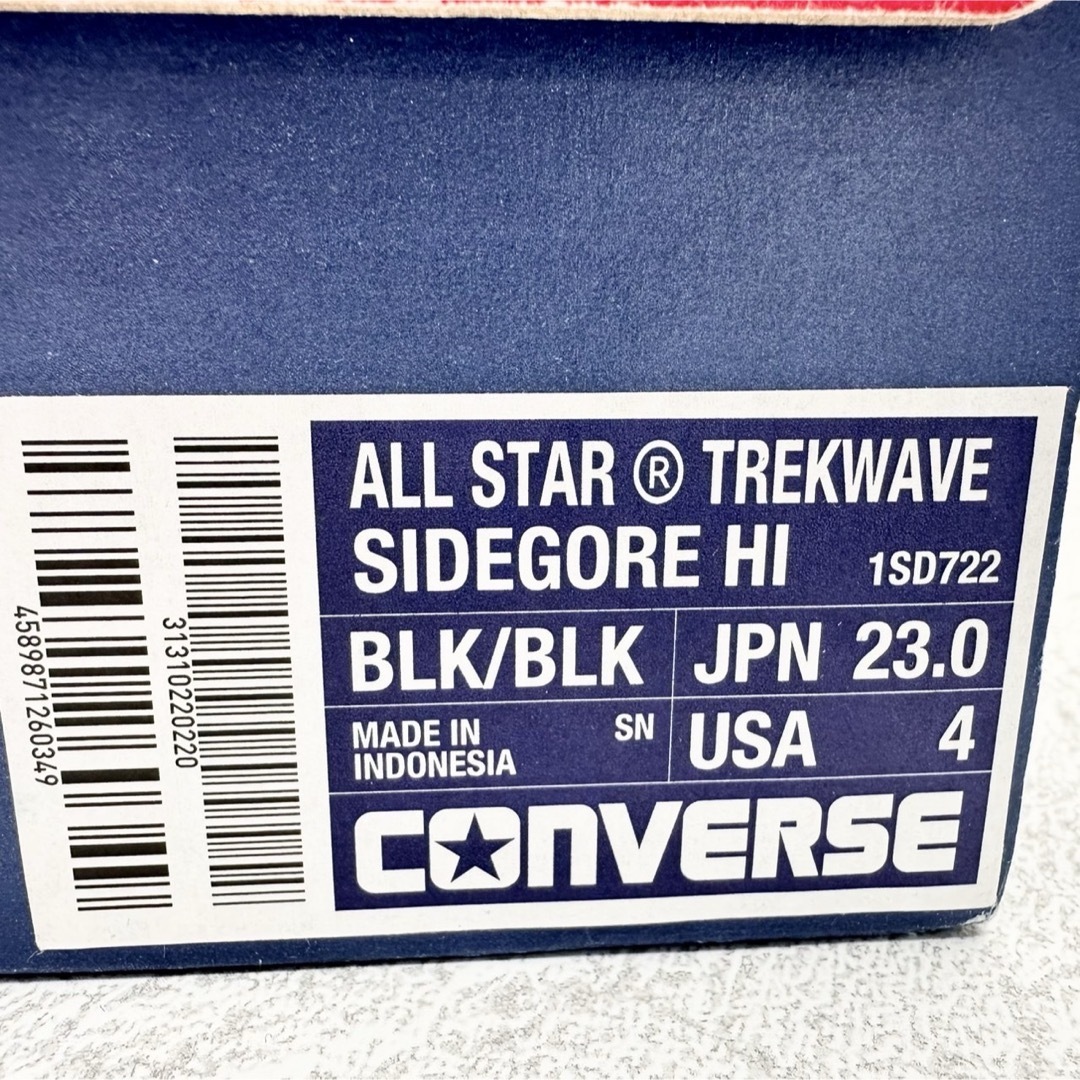 ALL STAR ® TREKWAVE
SIDEGORE HI 1SD722
BLK/BLK JPN 23.0
MADE IN INDONESIA SN USA 4
CONVERSE
4589871260349
31310220220